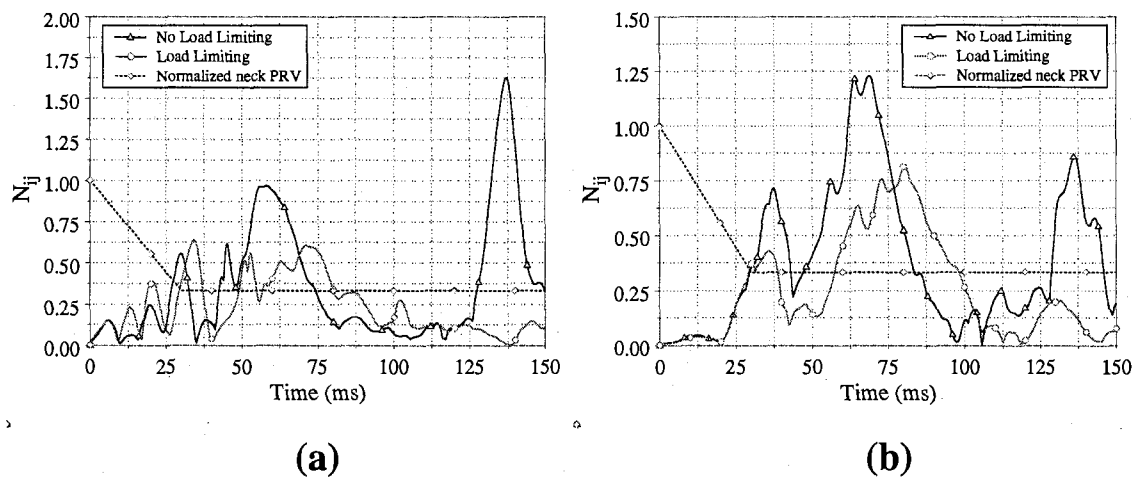 2.00
1.75
1.50
1.25
1.00
0.75
0.50
0.25
0.00
N_ij
No Load Limiting
Load Limiting
Normalized neck PRV
0 25 50 75 100 125 150
Time (ms)
(a)
1.50
1.25
1.00
0.75
0.50
0.25
0.00
N_ij
No Load Limiting
Load Limiting
Normalized neck PRV
0 25 50 75 100 125 150
Time (ms)
(b)